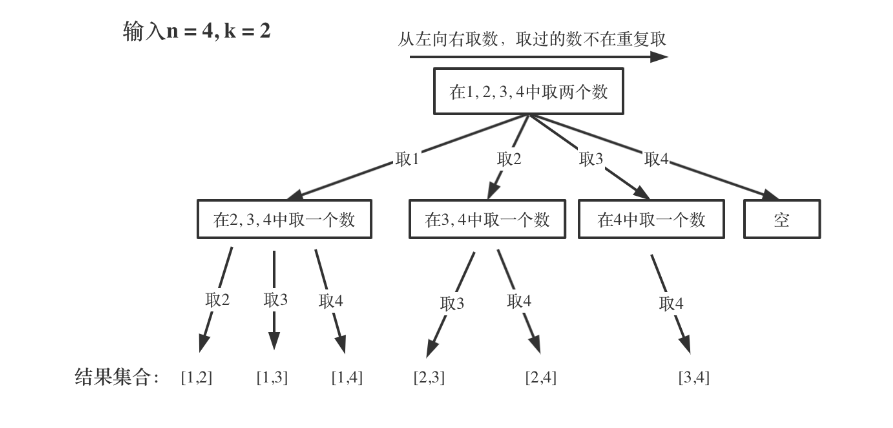 输入n = 4, k = 2
从左向右取数，取过的数不在重复取
在1, 2, 3, 4中取两个数
取1
取2
取3
取4
在2, 3, 4中取一个数
在3, 4中取一个数
在4中取一个数
空
取2
取3
取4
取3
取4
取4
结果集合： [1,2] [1,3] [1,4] [2,3] [2,4] [3,4]